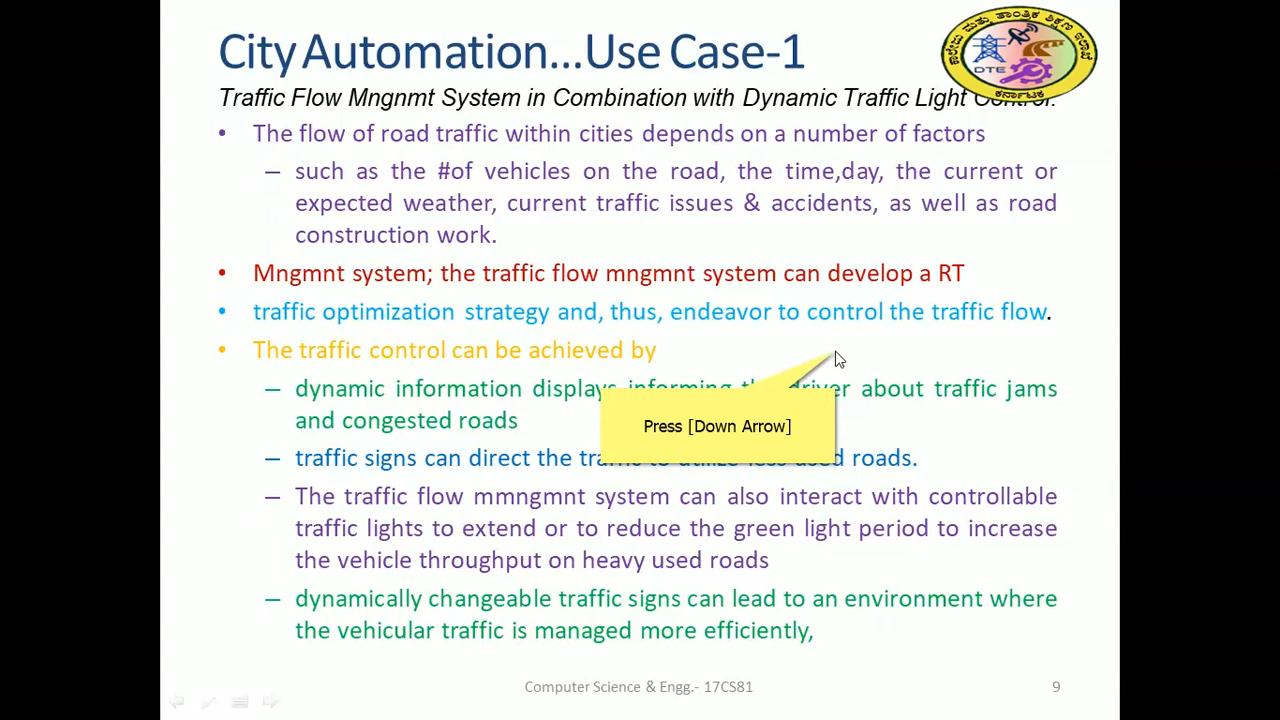 City Automation...Use Case-1
ಕಾಲೇಜು ಮತ್ತು ತಾಂತ್ರಿಕ ಶಿಕ್ಷಣ ಇಲಾಖೆ
DTE
ಕರ್ನಾಟಕ
Traffic Flow Mngnmt System in Combination with Dynamic Traffic Light Control.
• The flow of road traffic within cities depends on a number of factors
– such as the #of vehicles on the road, the time,day, the current or
expected weather, current traffic issues & accidents, as well as road
construction work.
• Mngmnt system; the traffic flow mngmnt system can develop a RT
• traffic optimization strategy and, thus, endeavor to control the traffic flow.
• The traffic control can be achieved by
– dynamic information displays informing the driver about traffic jams
and congested roads
Press [Down Arrow]
– traffic signs can direct the traffic to utilize less used roads.
– The traffic flow mmngmnt system can also interact with controllable
traffic lights to extend or to reduce the green light period to increase
the vehicle throughput on heavy used roads
– dynamically changeable traffic signs can lead to an environment where
the vehicular traffic is managed more efficiently,
Computer Science & Engg.- 17CS81
9